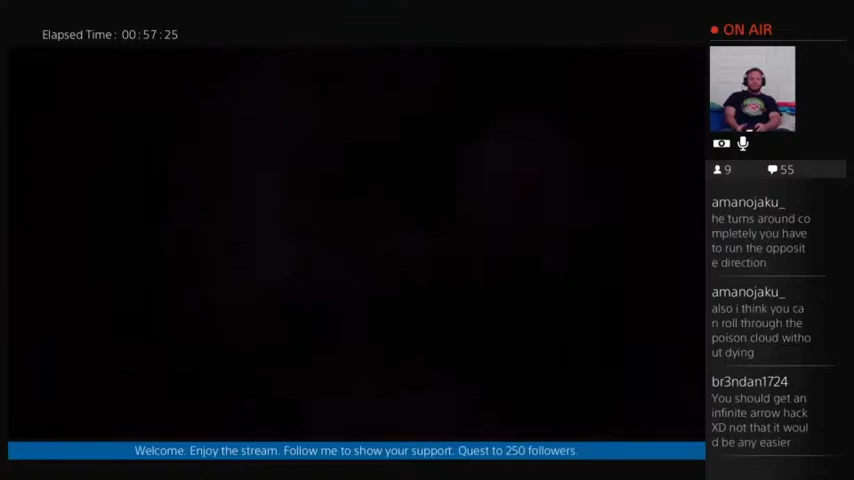 Elapsed Time: 00:57:25
ON AIR
9 55
amanojaku_
he turns around co
mpletely you have
to run the opposit
e direction
amanojaku_
also i think you ca
n roll through the
poison cloud witho
ut dying
br3ndan1724
You should get an
infinite arrow hack
XD not that it woul
d be any easier
Welcome. Enjoy the stream. Follow me to show your support. Quest to 250 followers.